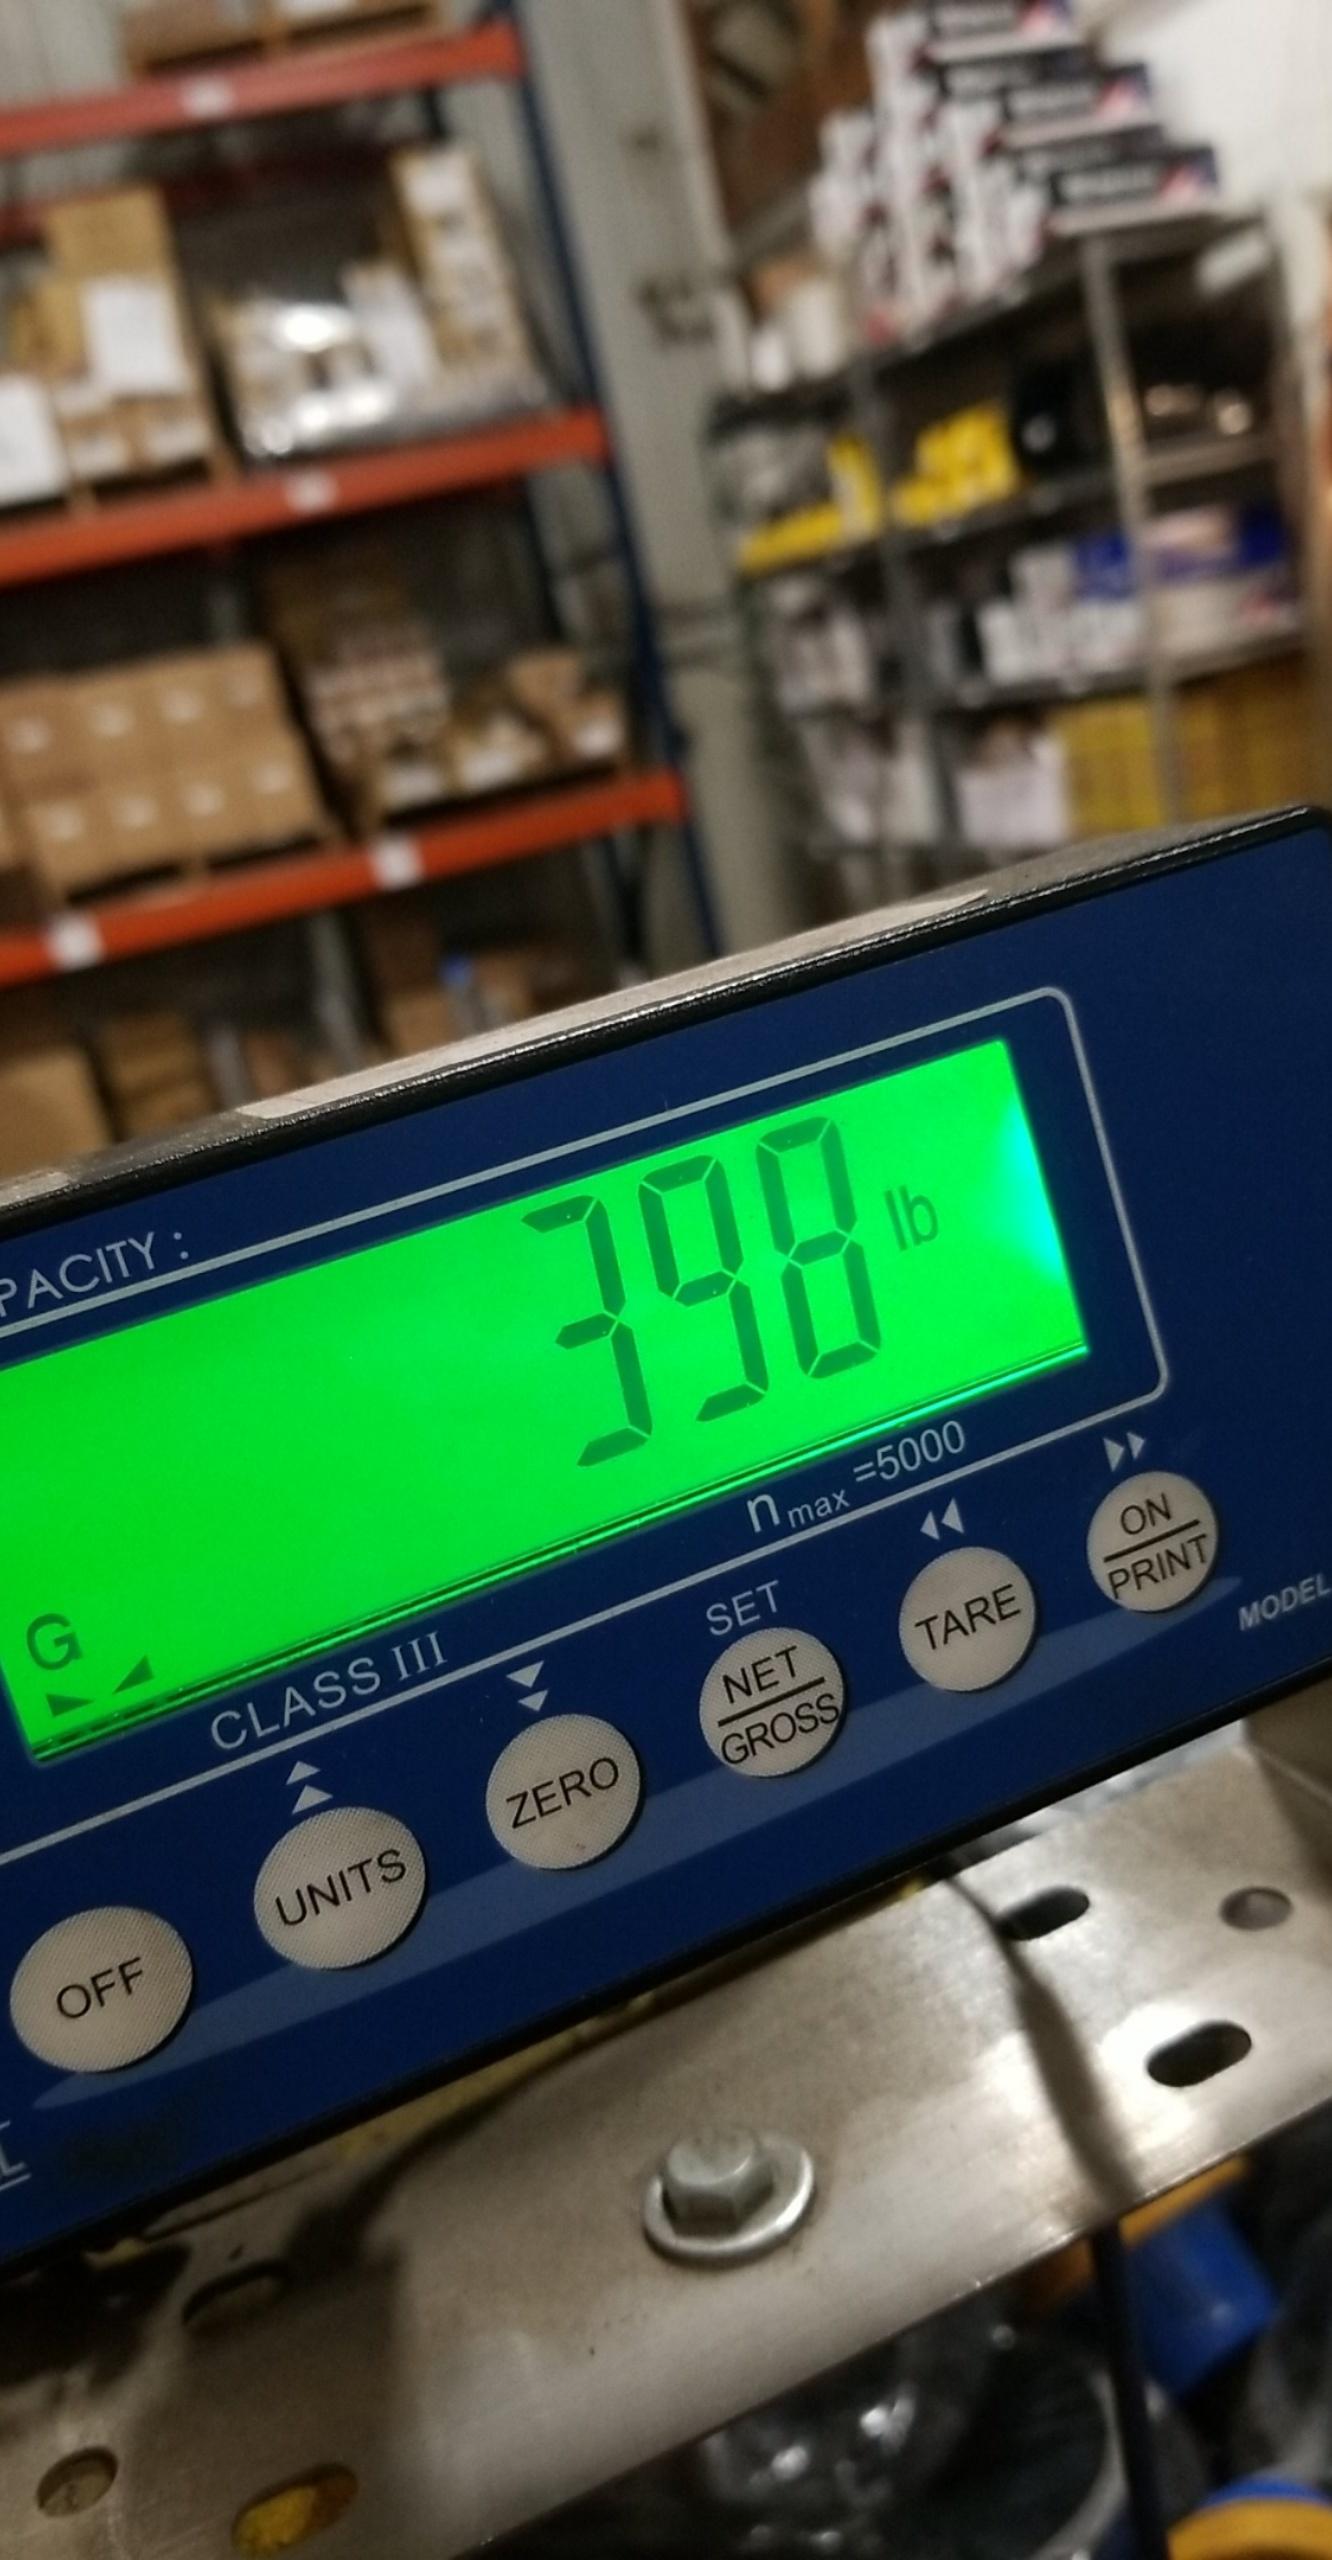 PACITY :
398 lb
G
CLASS III
n max =5000
OFF
UNITS
ZERO
SET
NET
GROSS
TARE
ON
PRINT
MODEL